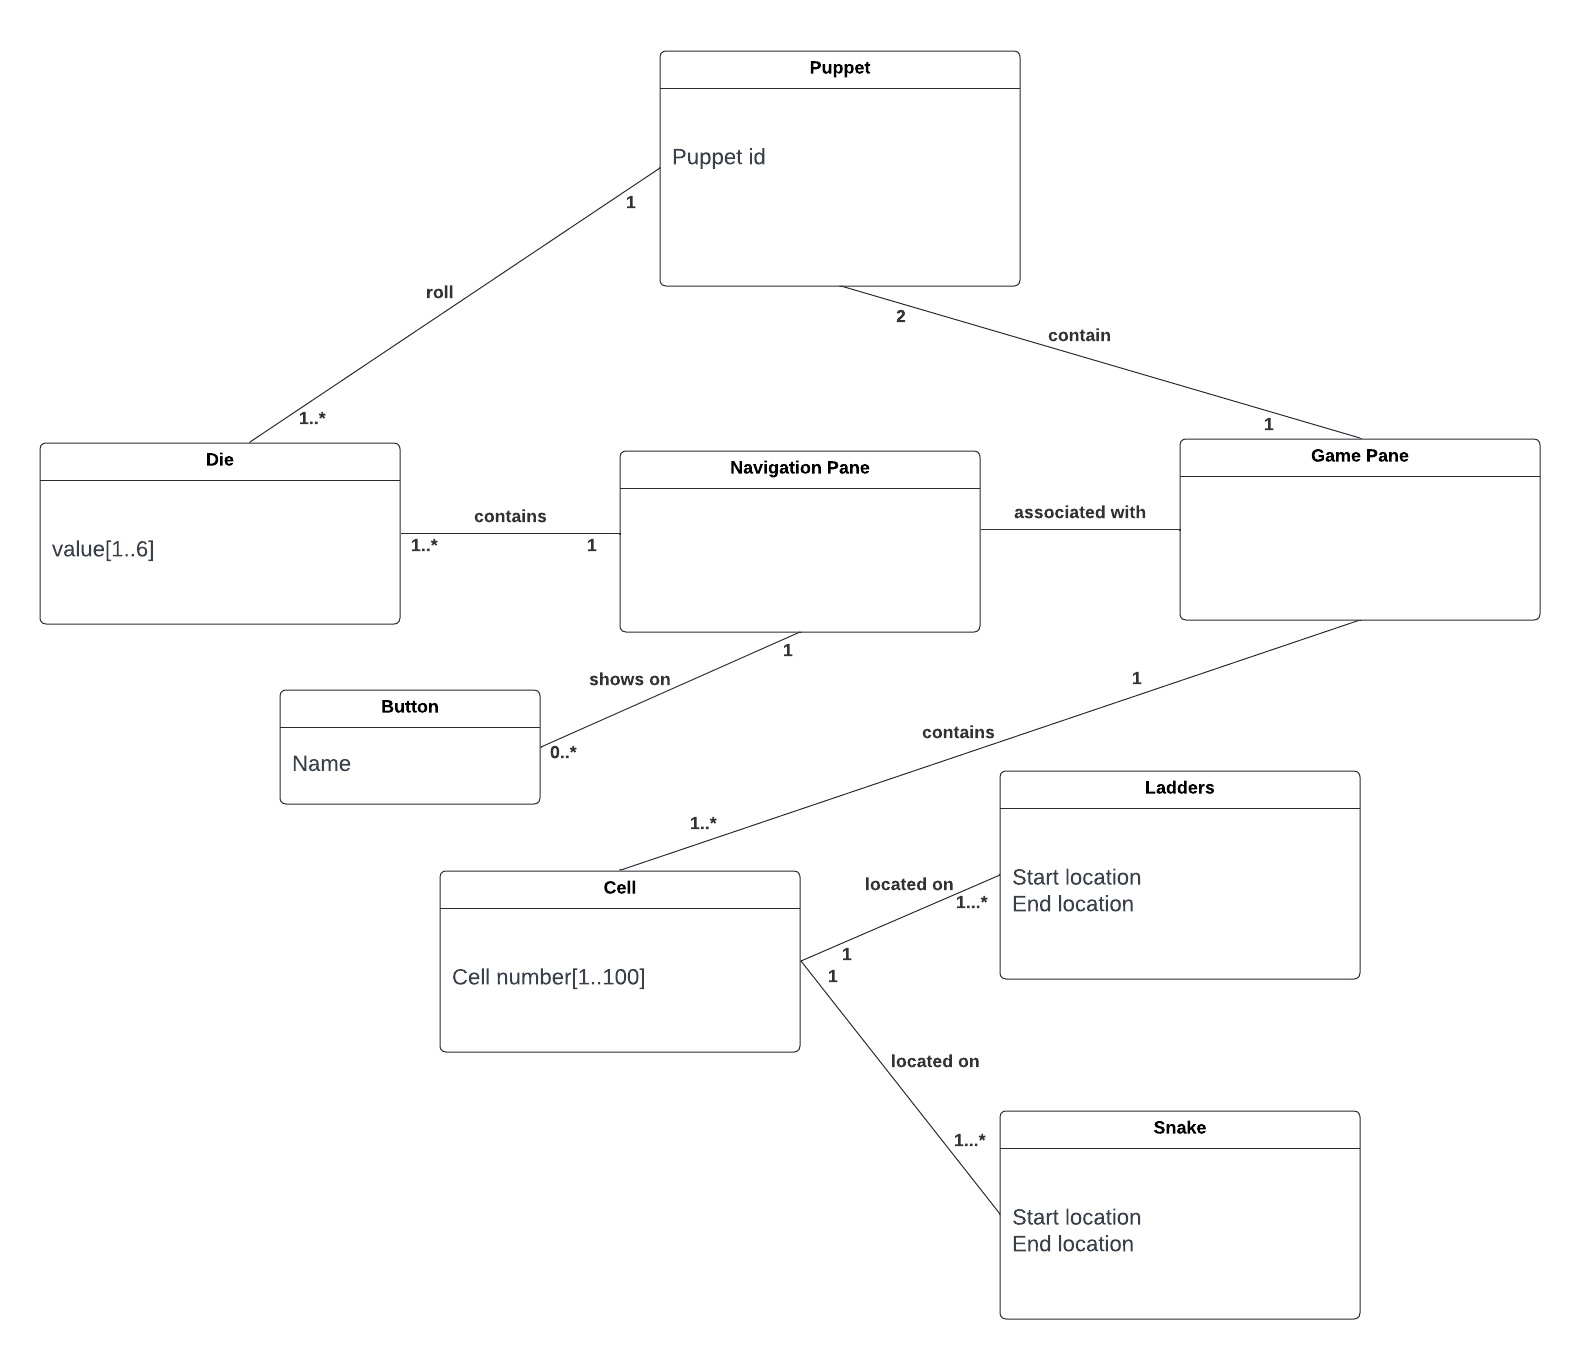 Puppet
Puppet id
1
roll
2
contain
1..*
1
Die
value[1..6]
contains
1..*
1
Navigation Pane
associated with
Game Pane
1
shows on
0..*
Button
Name
1
contains
1..*
Cell
Cell number[1..100]
Ladders
Start location
End location
located on
1...*
1
1
located on
1...*
Snake
Start location
End location